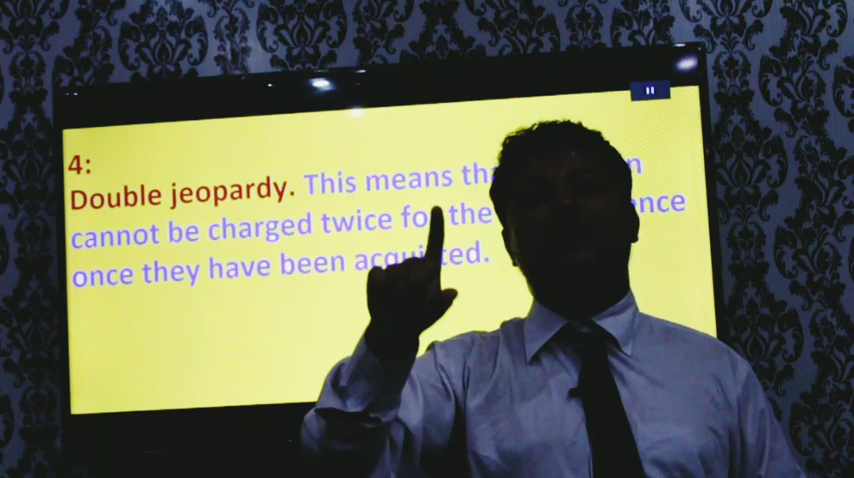 4:
Double jeopardy. This means n
cannot be charged twice for the
once they have been acquitted.